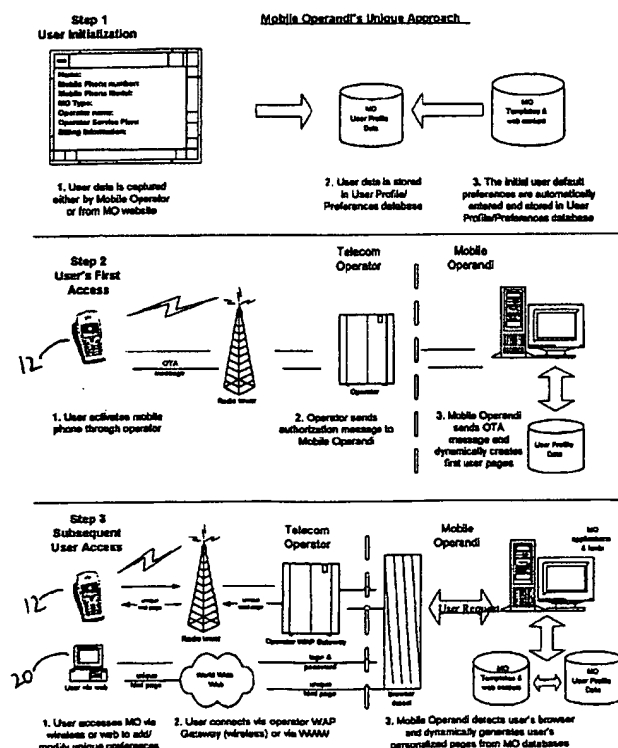 Step 1
User Initialization
Mobile Operandi's Unique Approach
Name:
Mobile Phone number:
Mobile Phone Model:
MO Type:
Operator name:
Operator Service Plan:
Billing Information:
MO
User Profile
Data
MO
Templates &
web content
1. User data is captured
either by Mobile Operator
or from MO website
2. User data is stored
in User Profile/
Preferences database
3. The initial user default
preferences are automatically
entered and stored in User
Profile/Preferences database
Step 2
User's First
Access
Telecom
Operator
Mobile
Operandi
12
OTA
message
Radio tower
Operator
1. User activates mobile
phone through operator
2. Operator sends
authorization message to
Mobile Operandi
3. Mobile Operandi
sends OTA
message and
dynamically creates
first user pages
User Profile
Data
Step 3
Subsequent
User Access
Telecom
Operator
Mobile
Operandi
MO
applications
& tools
12
unique
unique
Radio tower
Operator WAP Gateway
User Request
20
User via web
unique
html page
World Wide
Web
login &
password
unique
html page
browser
detect
MO
Templates &
web content
MO
User Profile
Data
1. User accesses MO via
wireless or web to add/
modify unique preferences
2. User connects via operator WAP
Gateway (wireless) or via WWW
3. Mobile Operandi detects user's browser
and dynamically generates user's
personalized pages from MO databases